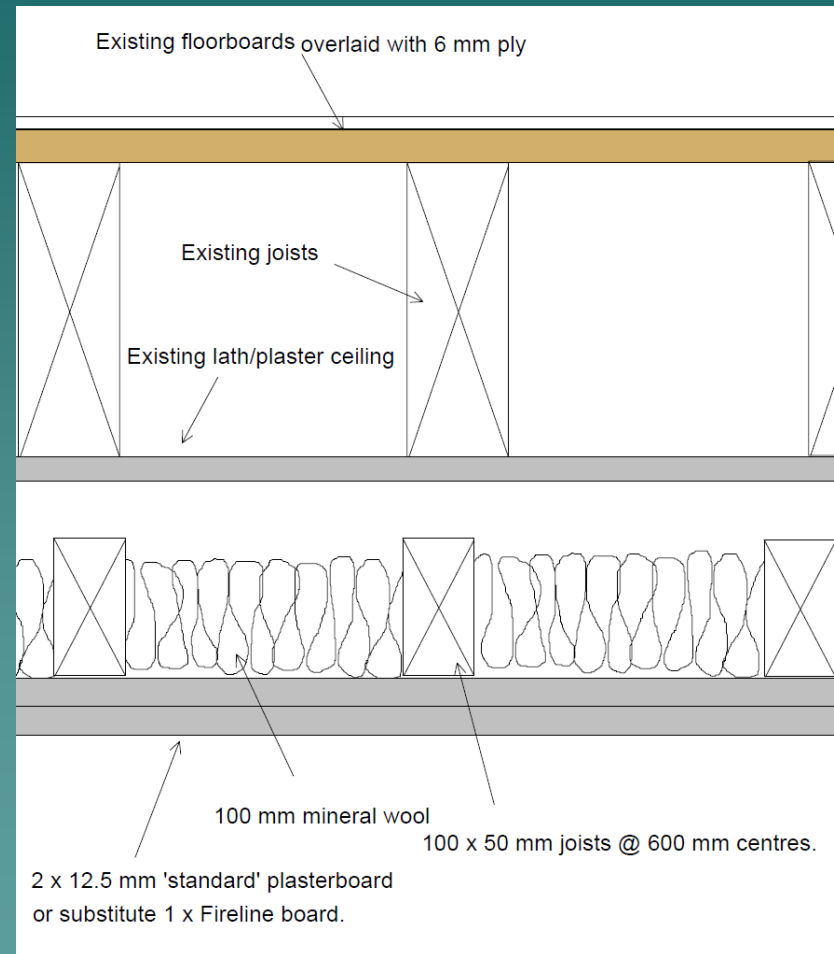 Existing floorboards overlaid with 6 mm ply
Existing joists
Existing lath/plaster ceiling
100 mm mineral wool
100 x 50 mm joists @ 600 mm centres.
2 x 12.5 mm 'standard' plasterboard
or substitute 1 x Fireline board.